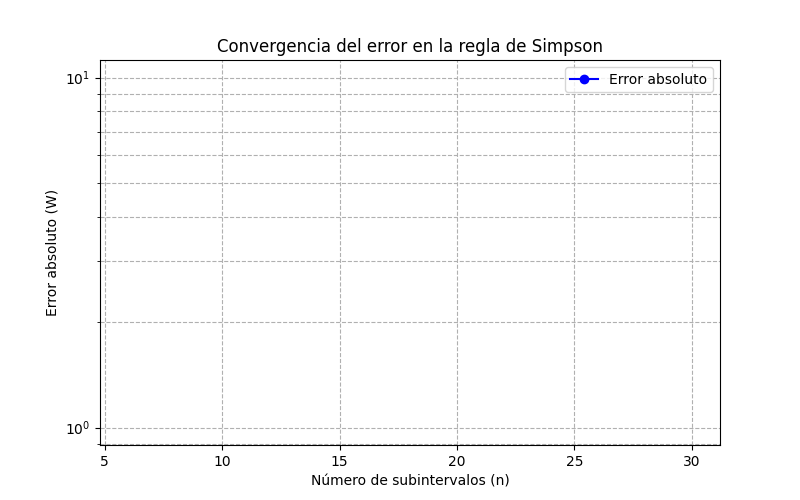 Convergencia del error en la regla de Simpson
Error absoluto
10¹
10⁰
Error absoluto (W)
5 10 15 20 25 30
Número de subintervalos (n)